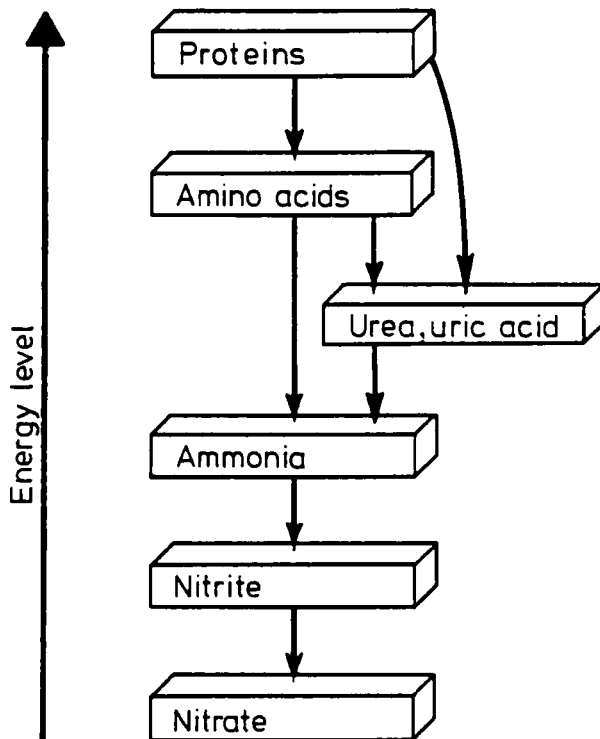 Proteins
Amino acids
Urea, uric acid
Ammonia
Nitrite
Nitrate
Energy level